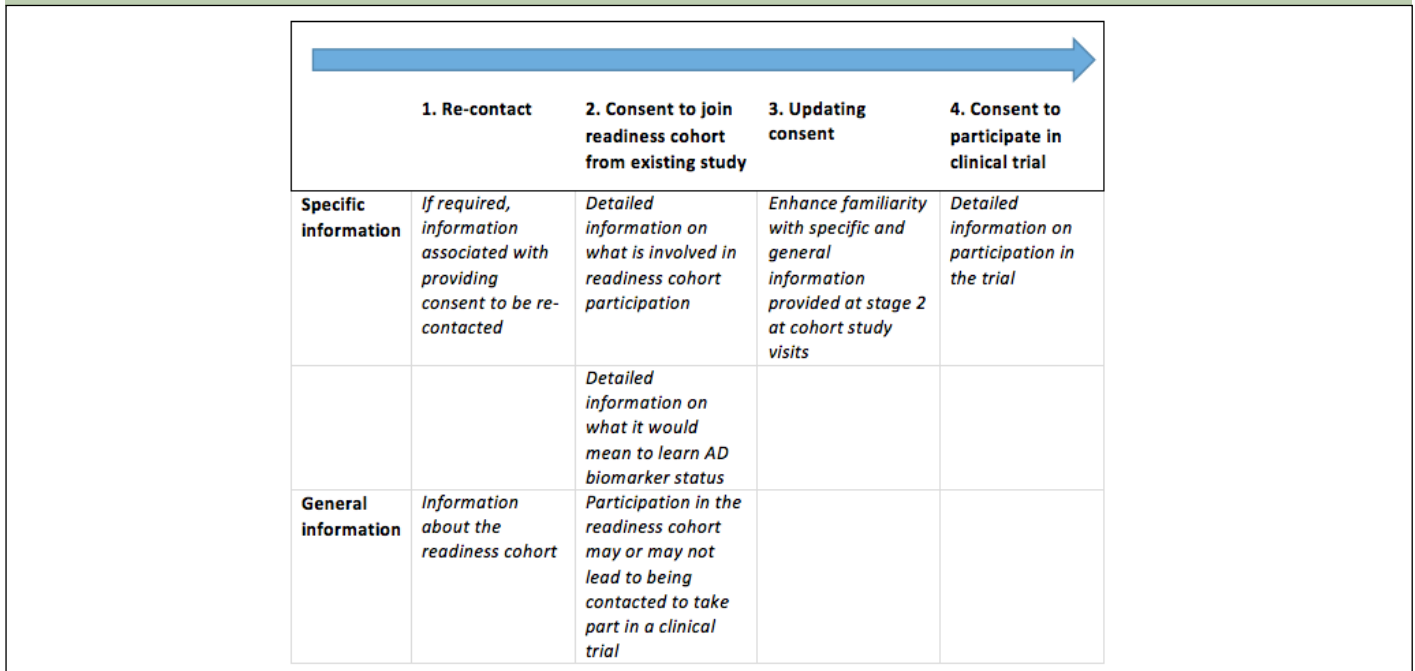 1. Re-contact
2. Consent to join
readiness cohort
from existing study
3. Updating
consent
4. Consent to
participate in
clinical trial
Specific
information
If required,
information
associated with
providing
consent to be re-
contacted
Detailed
information on
what is involved in
readiness cohort
participation
Enhance familiarity
with specific and
general
information
provided at stage 2
at cohort study
visits
Detailed
information on
participation in
the trial
Detailed
information on
what it would
mean to learn AD
biomarker status
General
information
Information
about the
readiness cohort
Participation in the
readiness cohort
may or may not
lead to being
contacted to take
part in a clinical
trial